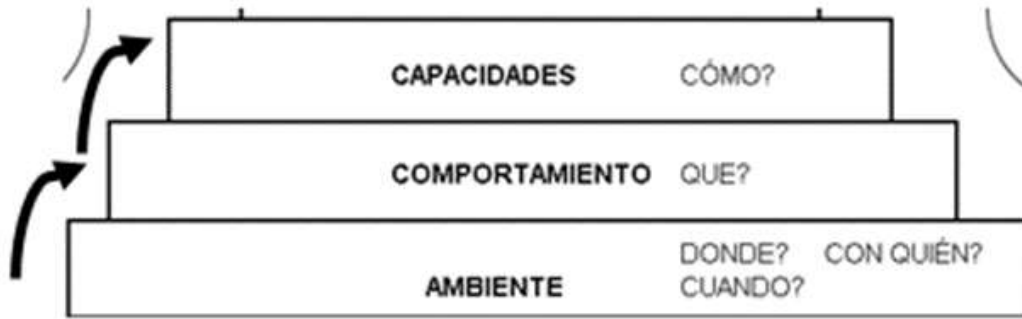 CAPACIDADES CÓMO?
COMPORTAMIENTO QUE?
DONDE? CON QUIÉN?
AMBIENTE CUANDO?